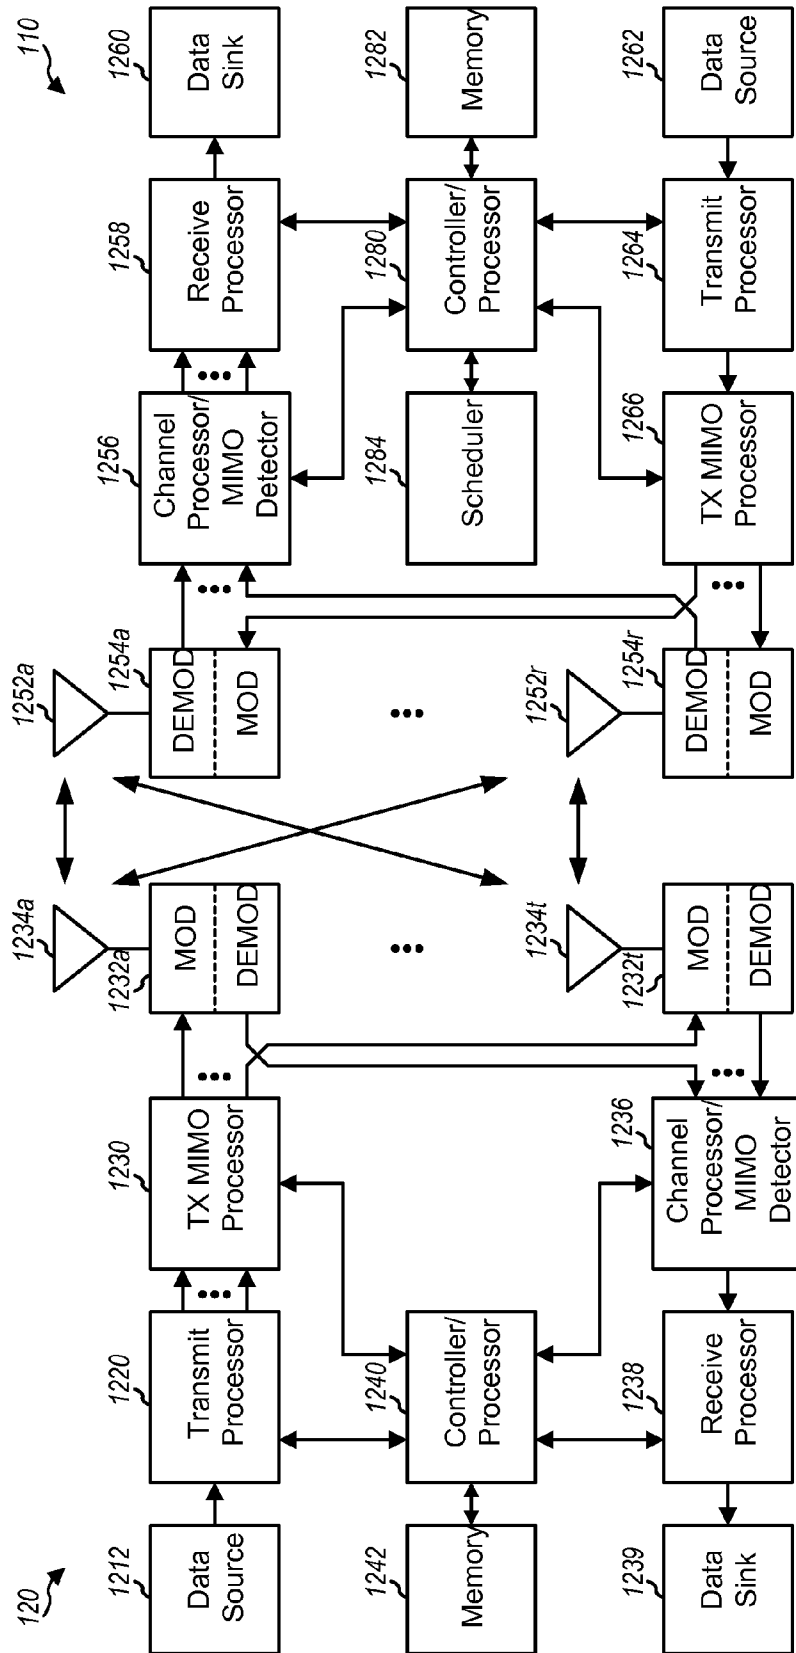 120
110
1212
Data
Source
1220
Transmit
Processor
1230
TX MIMO
Processor
1232a
MOD
DEMOD
1234a
1252a
1254a
DEMOD
MOD
1256
Channel
Processor/
MIMO
Detector
1258
Receive
Processor
1260
Data
Sink
1242
Memory
1240
Controller/
Processor
1284
Scheduler
1280
Controller/
Processor
1282
Memory
1239
Data
Sink
1238
Receive
Processor
1236
Channel
Processor/
MIMO
Detector
1232t
MOD
DEMOD
1234t
1252r
1254r
DEMOD
MOD
1266
TX MIMO
Processor
1264
Transmit
Processor
1262
Data
Source